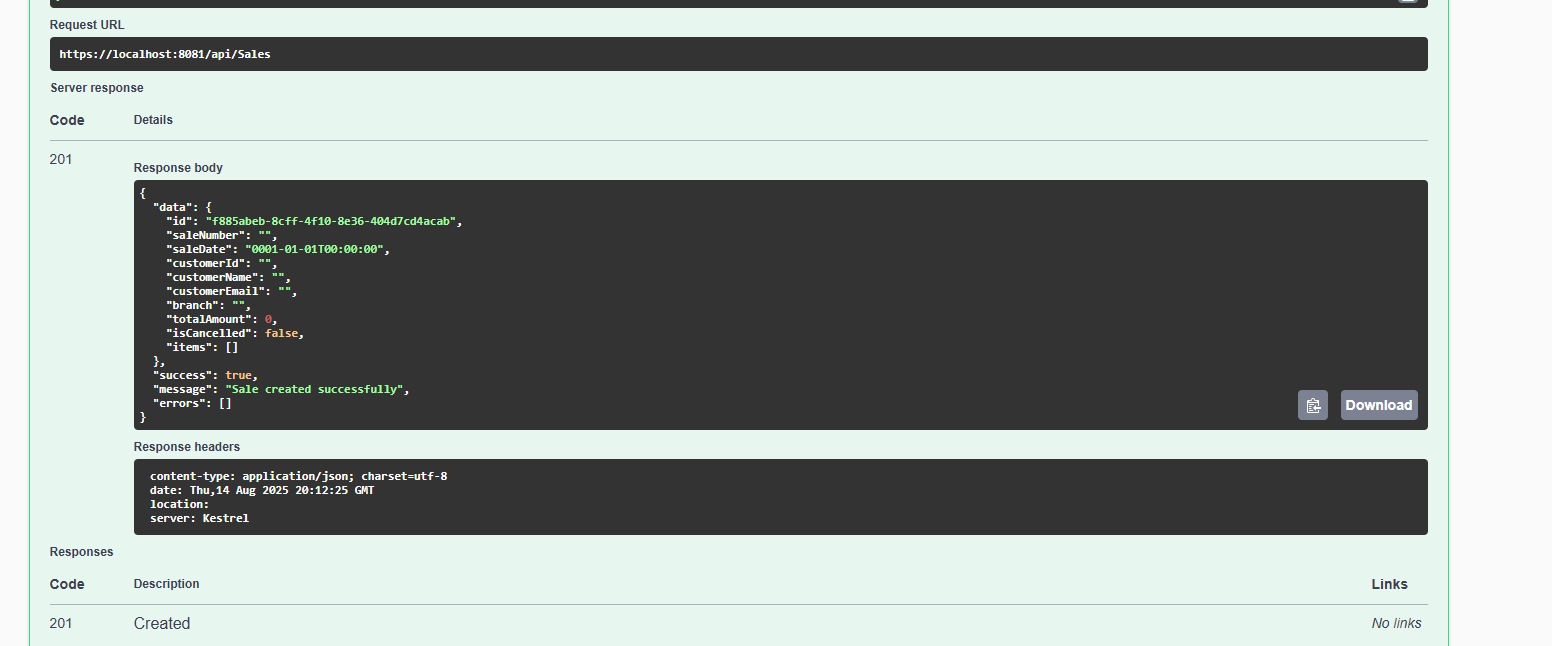 Request URL
https://localhost:8081/api/Sales
Server response
Code Details
201
Response body
{
"data": {
"id": "f885abeb-8cff-4f10-8e36-404d7cd4acab",
"saleNumber": "",
"saleDate": "0001-01-01T00:00:00",
"customerId": "",
"customerName": "",
"customerEmail": "",
"branch": "",
"totalAmount": 0,
"isCancelled": false,
"items": []
},
"success": true,
"message": "Sale created successfully",
"errors": []
}
Download
Response headers
content-type: application/json; charset=utf-8
date: Thu,14 Aug 2025 20:12:25 GMT
location:
server: Kestrel
Responses
Code Description Links
201 Created No links